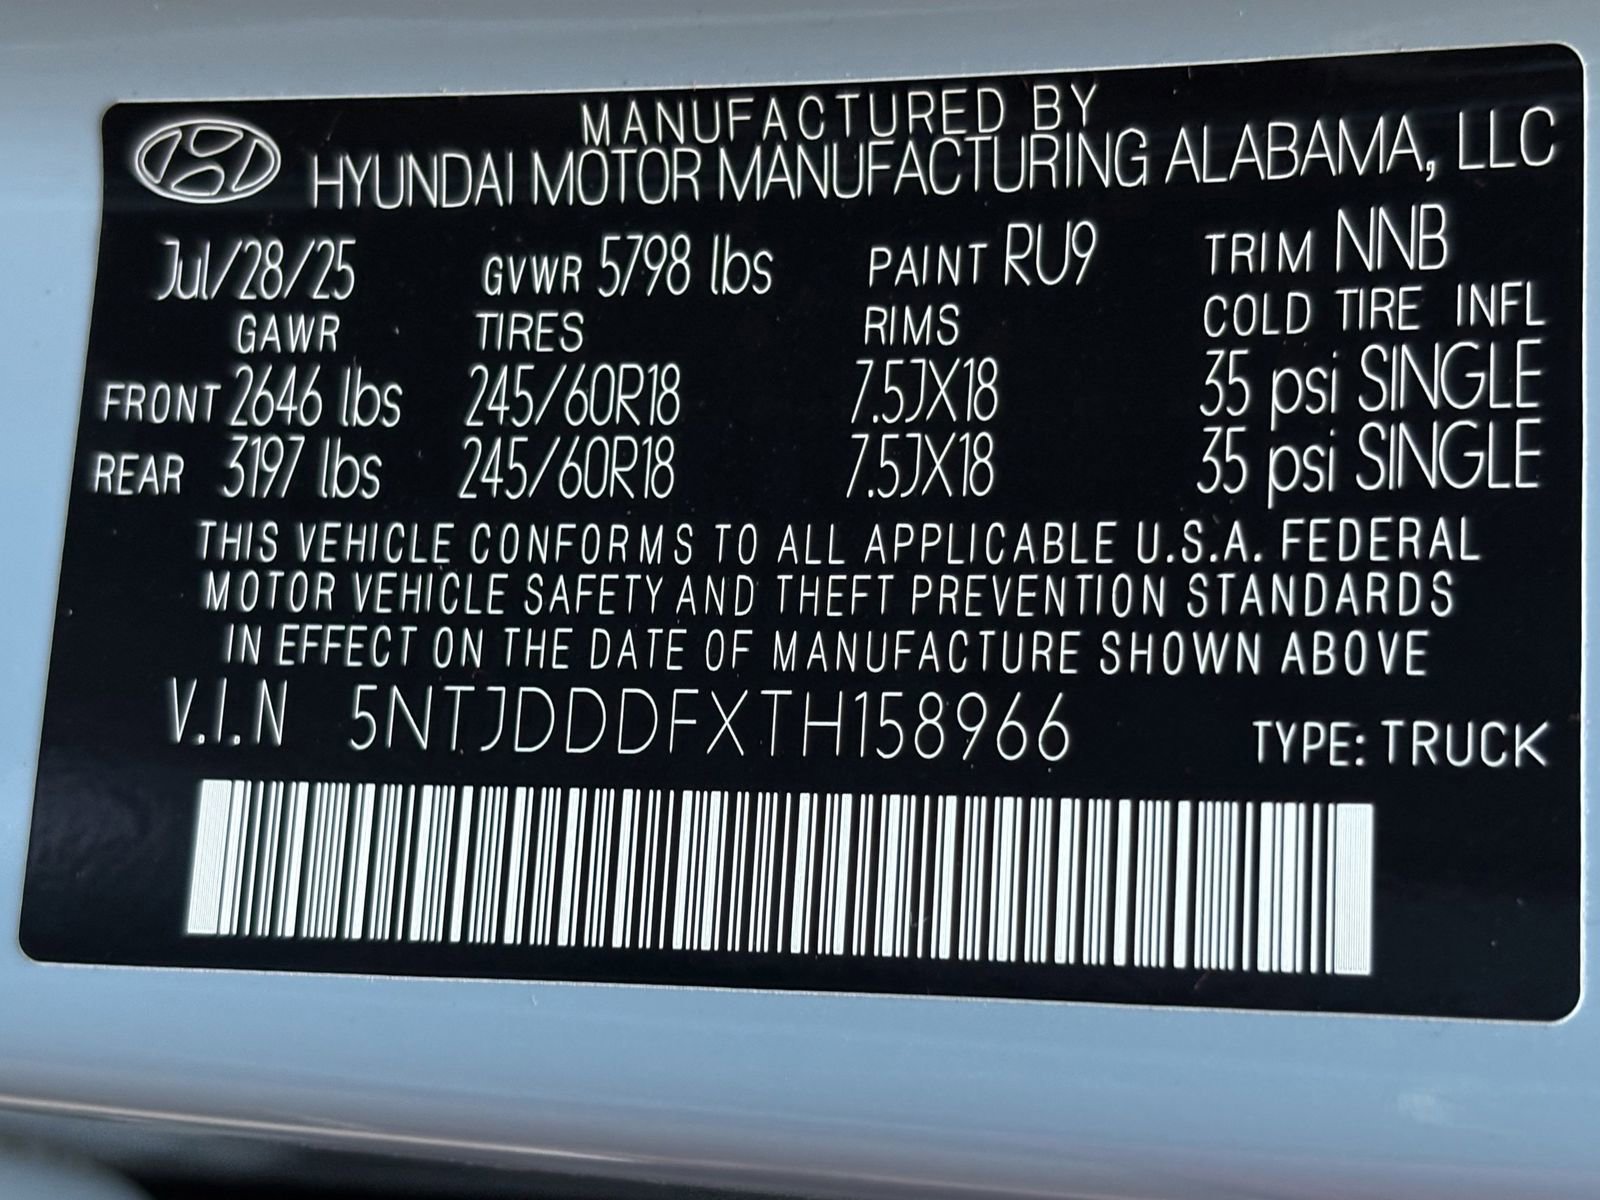 MANUFACTURED BY
HYUNDAI MOTOR MANUFACTURING ALABAMA, LLC
Jul/28/25 GVWR 5798 lbs PAINT RU9 TRIM NNB
GAWR TIRES RIMS COLD TIRE INFL
FRONT 2646 lbs 245/60R18 7.5JX18 35 psi SINGLE
REAR 3197 lbs 245/60R18 7.5JX18 35 psi SINGLE
THIS VEHICLE CONFORMS TO ALL APPLICABLE U.S.A. FEDERAL
MOTOR VEHICLE SAFETY AND THEFT PREVENTION STANDARDS
IN EFFECT ON THE DATE OF MANUFACTURE SHOWN ABOVE
V.I.N 5NTJDDDFXTH158966 TYPE: TRUCK